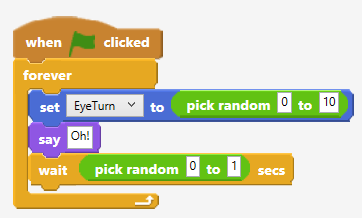 when clicked
forever
set EyeTurn to pick random 0 to 10
say Oh!
wait pick random 0 to 1 secs